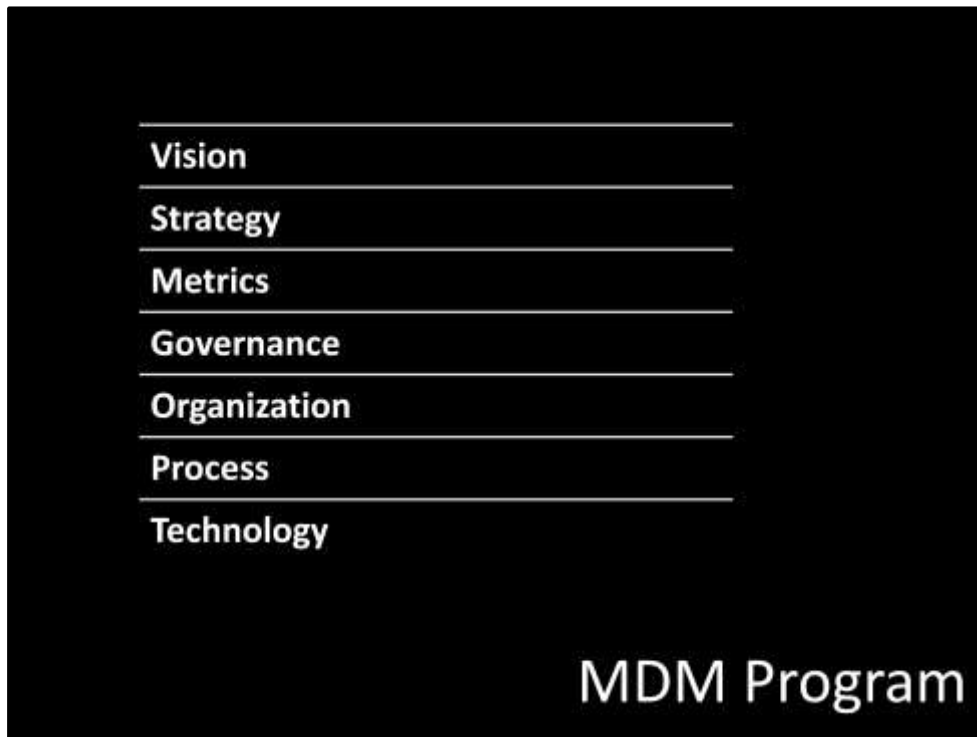 Vision
Strategy
Metrics
Governance
Organization
Process
Technology
MDM Program